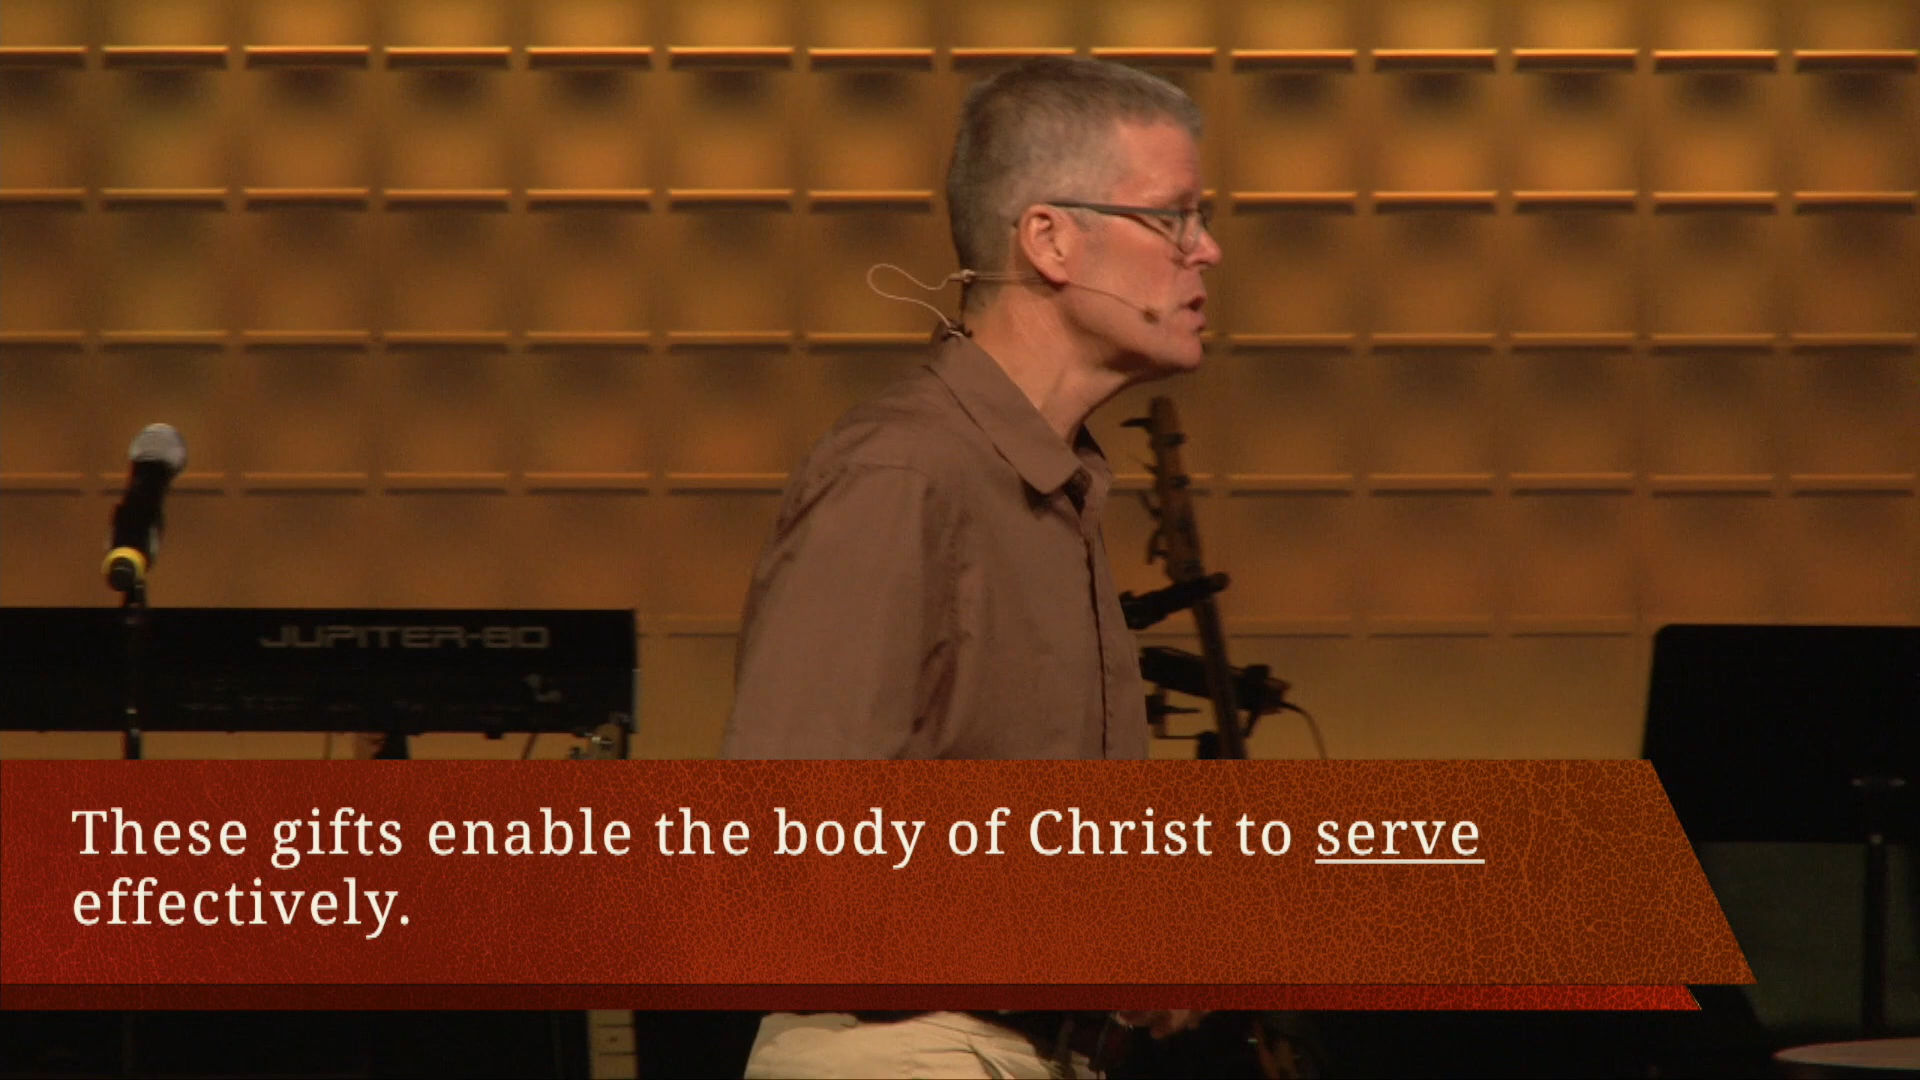 JUPITER-80
These gifts enable the body of Christ to serve
effectively.